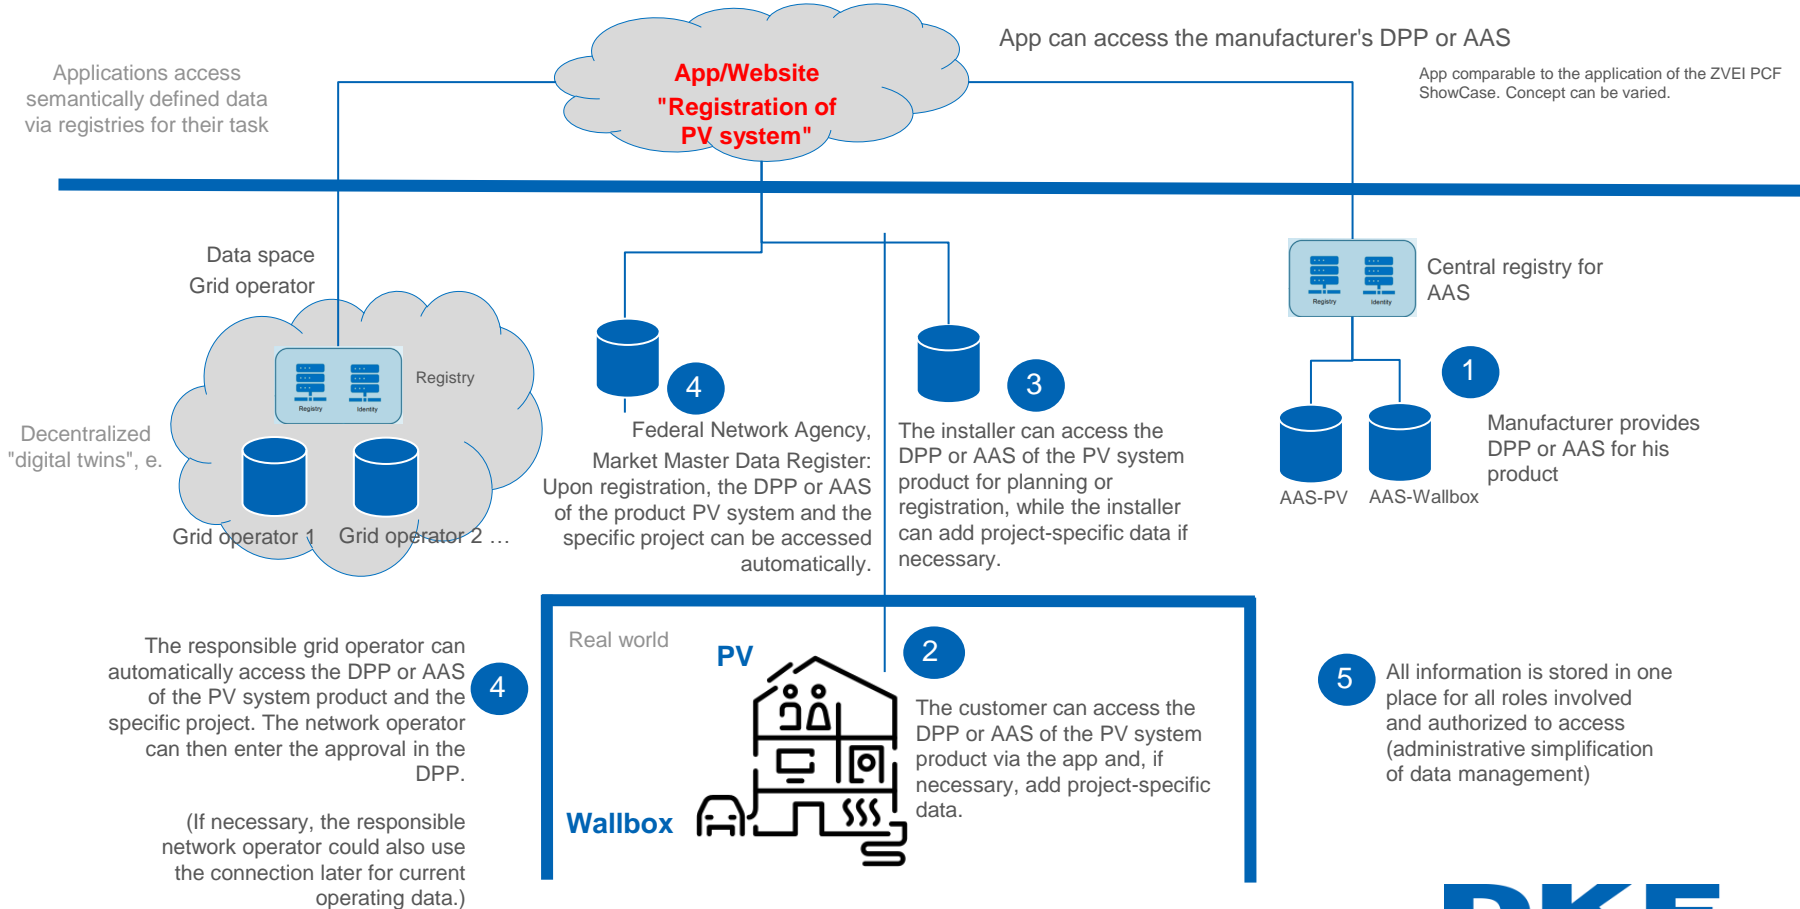 App/Website
"Registration of
PV system"
App can access the manufacturer's DPP or AAS
App comparable to the application of the ZVEI PCF
ShowCase. Concept can be varied.
Applications access
semantically defined data
via registries for their task
Data space
Grid operator
Registry
Identity
Registry
Grid operator 1
Grid operator 2 …
Decentralized
"digital twins", e.
4
Federal Network Agency,
Market Master Data Register:
Upon registration, the DPP or AAS
of the product PV system and the
specific project can be accessed
automatically.
3
The installer can access the
DPP or AAS of the PV system
product for planning or
registration, while the installer
can add project-specific data if
necessary.
Registry
Identity
Central registry for
AAS
1
Manufacturer provides
DPP or AAS for his
product
AAS-PV
AAS-Wallbox
The responsible grid operator can
automatically access the DPP or AAS
of the PV system product and the
specific project. The network operator
can then enter the approval in the
DPP.
(If necessary, the responsible
network operator could also use
the connection later for current
operating data.)
4
Real world
PV
Wallbox
2
The customer can access the
DPP or AAS of the PV system
product via the app and, if
necessary, add project-specific
data.
5
All information is stored in one
place for all roles involved
and authorized to access
(administrative simplification
of data management)
DKE